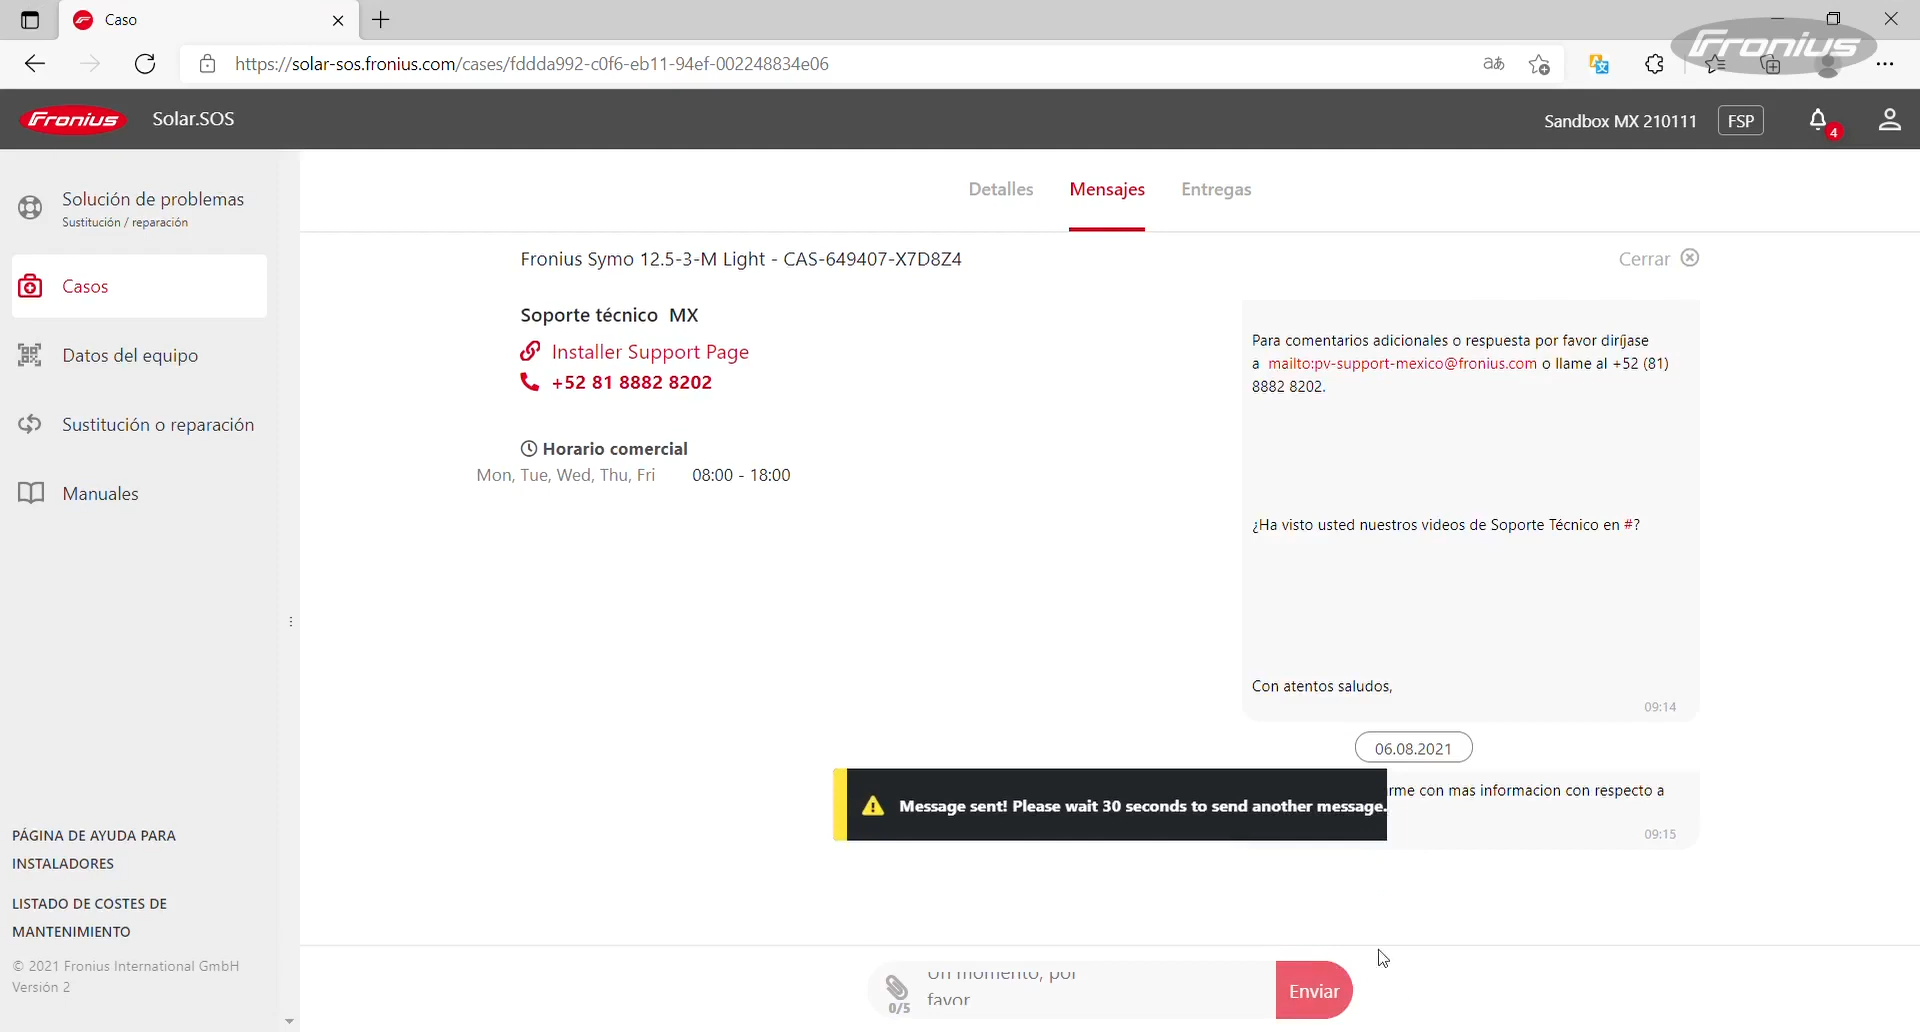 Caso
https://solar-sos.fronius.com/cases/fddda992-c0f6-eb11-94ef-002248834e06
aあ
Fronius
Fronius
Solar.SOS
Sandbox MX 210111
FSP
4
Solución de problemas
Sustitución / reparación
Casos
Datos del equipo
Sustitución o reparación
Manuales
PÁGINA DE AYUDA PARA
INSTALADORES
LISTADO DE COSTES DE
MANTENIMIENTO
© 2021 Fronius International GmbH
Versión 2
Detalles
Mensajes
Entregas
Fronius Symo 12.5-3-M Light - CAS-649407-X7D8Z4
Cerrar
Soporte técnico MX
Installer Support Page
+52 81 8882 8202
Horario comercial
Mon, Tue, Wed, Thu, Fri 08:00 - 18:00
Para comentarios adicionales o respuesta por favor diríjase
a mailto:pv-support-mexico@fronius.com o llame al +52 (81)
8882 8202.
¿Ha visto usted nuestros videos de Soporte Técnico en #?
Con atentos saludos,
09:14
06.08.2021
Message sent! Please wait 30 seconds to send another message.
rme con mas informacion con respecto a
09:15
0/5
Un momento, por
favor
Enviar